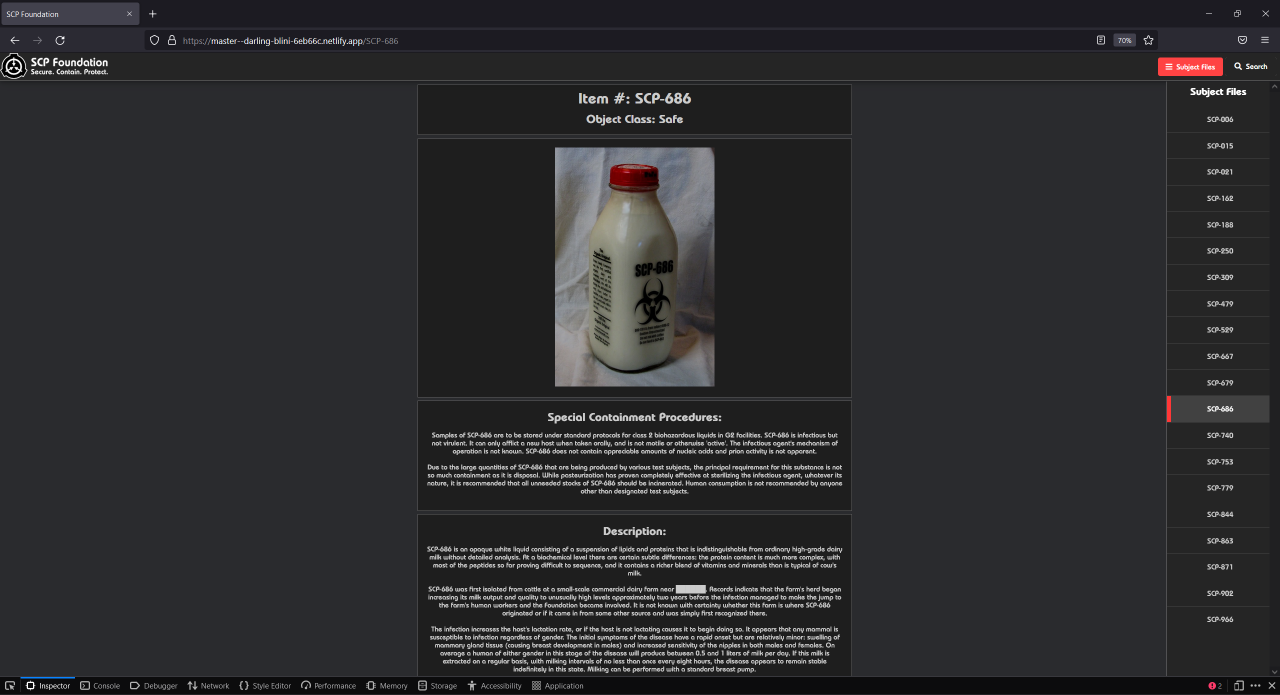 SCP Foundation
https://master--darling-blini-6eb66c.netlify.app/SCP-686
70%
SCP Foundation
Secure. Contain. Protect.
Subject Files
Search
Item #: SCP-686
Object Class: Safe
SCP-686
Special Containment Procedures:
Samples of SCP-686 are to be stored under standard protocols for class 2 biohazardous liquids in G2 facilities. SCP-686 is infectious but
not virulent. It can only afflict a new host when taken orally, and is not motile or otherwise 'active'. The infectious agent's mechanism of
operation is not known. SCP-686 does not contain appreciable amounts of nucleic acids and prion activity is not apparent.
Due to the large quantities of SCP-686 that are being produced by various test subjects, the principal requirement for this substance is not
so much containment as it is disposal. While pasteurization has proven completely effective at sterilizing the infectious agent, whatever its
nature, it is recommended that all unneeded stocks of SCP-686 should be incinerated. Human consumption is not recommended by anyone
other than designated test subjects.
Description:
SCP-686 is an opaque white liquid consisting of a suspension of lipids and proteins that is indistinguishable from ordinary high-grade dairy
milk without detailed analysis. At a biochemical level there are certain subtle differences: the protein content is much more complex, with
most of the peptides so far proving difficult to sequence, and it contains a richer blend of vitamins and minerals than is typical of cow's
milk.
SCP-686 was first isolated from cattle at a small-scale commercial dairy farm near . Records indicate that the farm's herd began
increasing its milk output and quality to unusually high levels approximately two years before the infection managed to make the jump to
the farm's human workers and the Foundation became involved. It is not known with certainty whether this farm is where SCP-686
originated or if it came in from some other source and was simply first recognized there.
The infection increases the host's lactation rate, or if the host is not lactating causes it to begin doing so. It appears that any mammal is
susceptible to infection regardless of gender. The initial symptoms of the disease have a rapid onset but are relatively minor: swelling of
mammary gland tissue (causing breast development in males) and increased sensitivity of the nipples in both males and females. On
average a human of either gender in this stage of the disease will produce between 0.5 and 1 liters of milk per day. If this milk is
extracted on a regular basis, with milking intervals of no less than once every eight hours, the disease appears to remain stable
indefinitely in this state. Milking can be performed with a standard breast pump.
Subject Files
SCP-006
SCP-015
SCP-021
SCP-162
SCP-188
SCP-250
SCP-309
SCP-479
SCP-529
SCP-667
SCP-679
SCP-686
SCP-740
SCP-753
SCP-779
SCP-844
SCP-863
SCP-871
SCP-902
SCP-966
Inspector
Console
Debugger
Network
Style Editor
Performance
Memory
Storage
Accessibility
Application
2